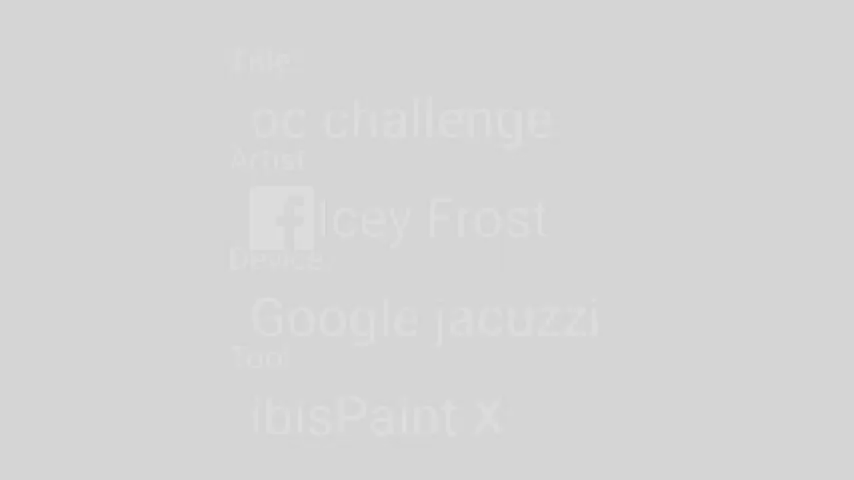 Title:
oc challenge
Artist
Icey Frost
Device:
Google jacuzzi
Tool
ibisPaint X